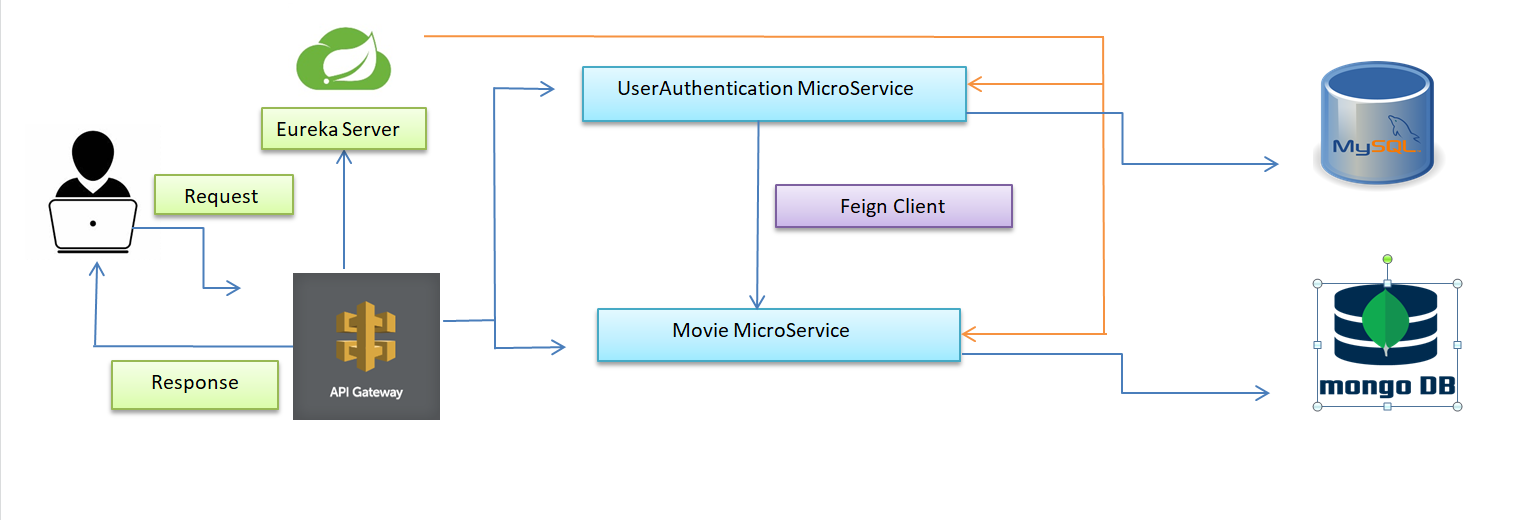 Eureka Server
Request
Response
API Gateway
UserAuthentication MicroService
Feign Client
Movie MicroService
MySQL
mongo DB